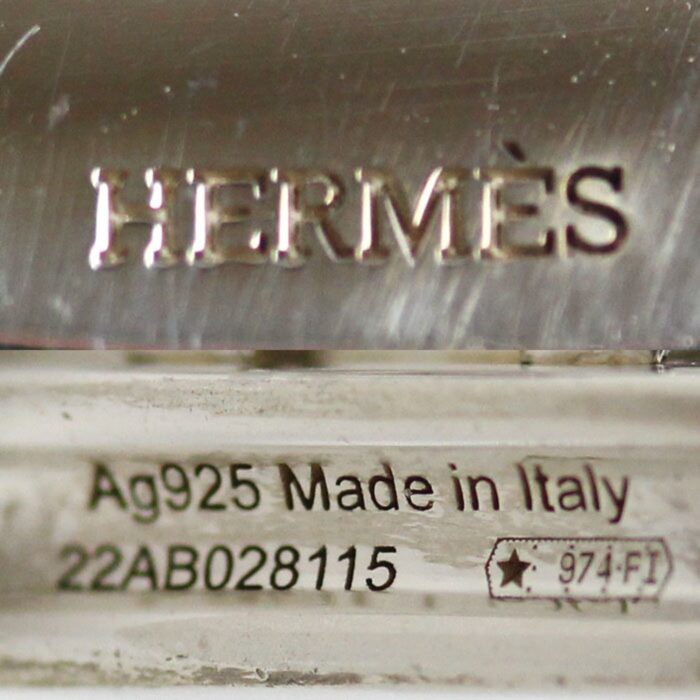 HERMÈS
Ag925 Made in Italy
22AB028115 ★ 974·FI